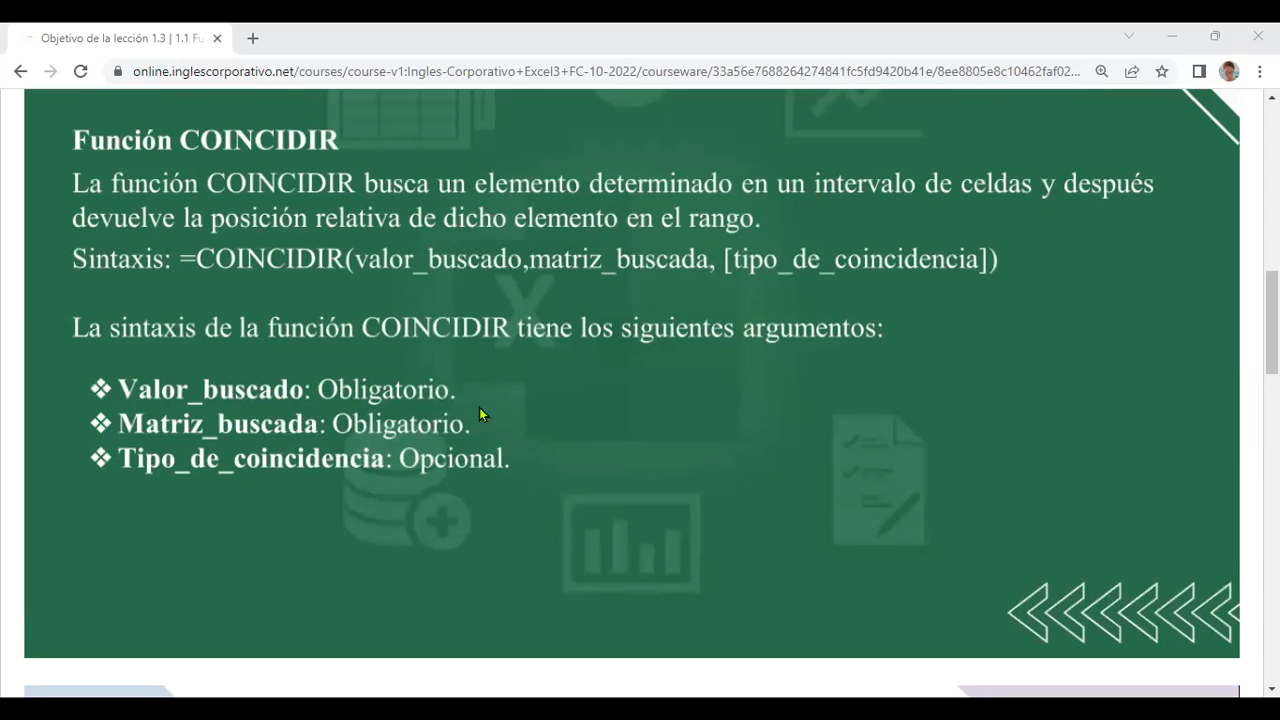 Objetivo de la lección 1.3 | 1.1 Fu
online.inglescorporativo.net/courses/course-v1:Ingles-Corporativo+Excel3+FC-10-2022/courseware/33a56e7688264274841fc5fd9420b41e/8ee8805e8c10462faf02...
Función COINCIDIR
La función COINCIDIR busca un elemento determinado en un intervalo de celdas y después
devuelve la posición relativa de dicho elemento en el rango.
Sintaxis: =COINCIDIR(valor_buscado,matriz_buscada, [tipo_de_coincidencia])
La sintaxis de la función COINCIDIR tiene los siguientes argumentos:
❖ Valor_buscado: Obligatorio.
❖ Matriz_buscada: Obligatorio.
❖ Tipo_de_coincidencia: Opcional.